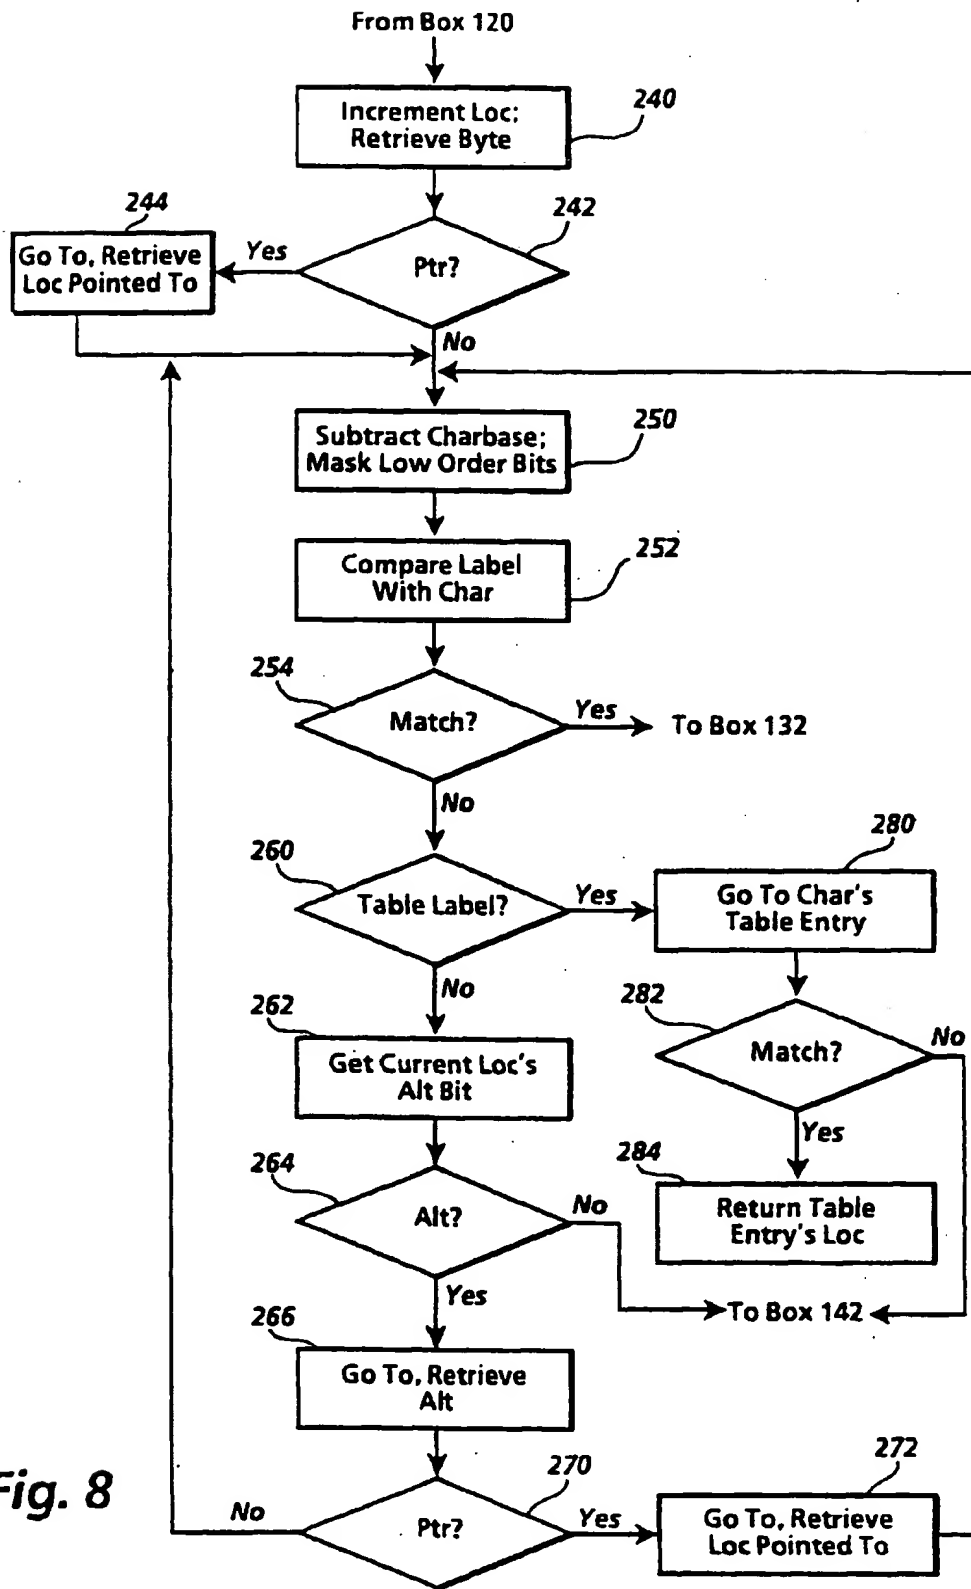 From Box 120
Increment Loc;
Retrieve Byte
240
242
244
Go To, Retrieve
Loc Pointed To
Yes
Ptr?
No
Subtract Charbase;
Mask Low Order Bits
250
Compare Label
With Char
252
254
Match?
Yes
To Box 132
No
260
Table Label?
Yes
280
Go To Char's
Table Entry
No
262
Get Current Loc's
Alt Bit
282
Match?
No
Yes
264
Alt?
No
284
Return Table
Entry's Loc
Yes
To Box 142
266
Go To, Retrieve
Alt
270
272
No
Ptr?
Yes
Go To, Retrieve
Loc Pointed To
Fig. 8